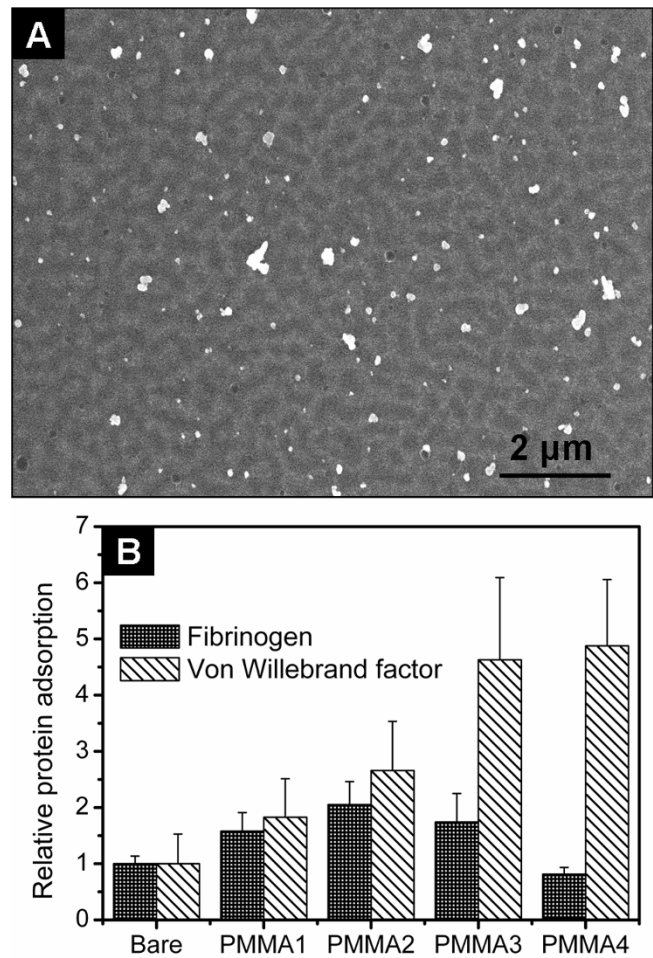 A
2 µm
B
Relative protein adsorption
7
6
5
4
3
2
1
0
Fibrinogen
Von Willebrand factor
Bare PMMA1 PMMA2 PMMA3 PMMA4